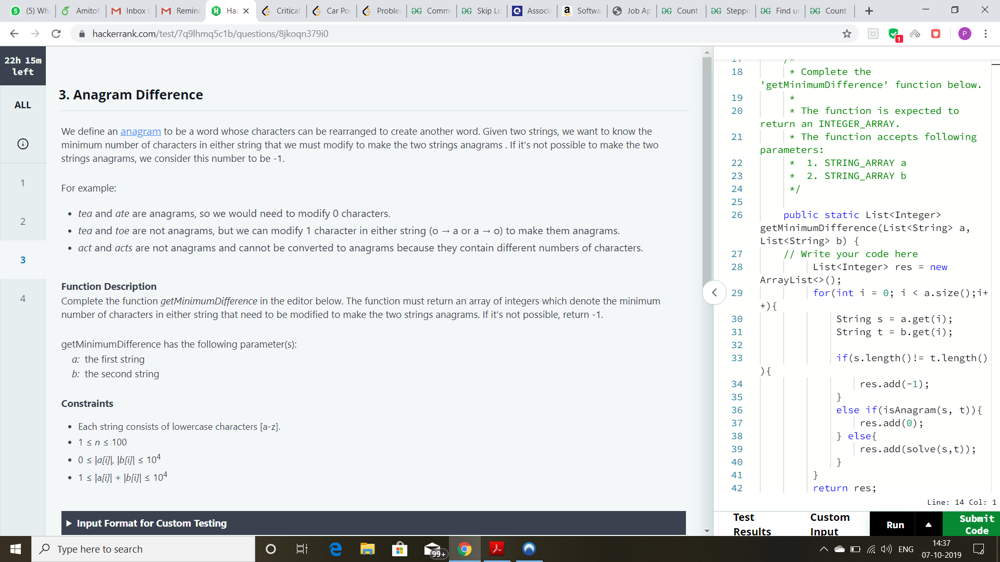 (5) Wh
Amitof
Inbox (
Remin
Hac
Critical
Car Po
Proble
Comm
Skip Li
Associ
Softwa
Job Ap
Count
Steppi
Find u
Count
hackerrank.com/test/7q9lhmq5c1b/questions/8jkoqn379i0
1
P
22h 15m
left
ALL
1
2
3
4
3. Anagram Difference
We define an anagram to be a word whose characters can be rearranged to create another word. Given two strings, we want to know the
minimum number of characters in either string that we must modify to make the two strings anagrams . If it's not possible to make the two
strings anagrams, we consider this number to be -1.
For example:
• tea and ate are anagrams, so we would need to modify 0 characters.
• tea and toe are not anagrams, but we can modify 1 character in either string (o → a or a → o) to make them anagrams.
• act and acts are not anagrams and cannot be converted to anagrams because they contain different numbers of characters.
Function Description
Complete the function getMinimumDifference in the editor below. The function must return an array of integers which denote the minimum
number of characters in either string that need to be modified to make the two strings anagrams. If it's not possible, return -1.
getMinimumDifference has the following parameter(s):
a: the first string
b: the second string
Constraints
• Each string consists of lowercase characters [a-z].
• 1 ≤ n ≤ 100
• 0 ≤ |a[i]|, |b[i]| ≤ 10⁴
• 1 ≤ |a[i]| + |b[i]| ≤ 10⁴
Input Format for Custom Testing
17 /*
18 * Complete the
'getMinimumDifference' function below.
19 *
20 * The function is expected to
return an INTEGER_ARRAY.
21 * The function accepts following
parameters:
22 * 1. STRING_ARRAY a
23 * 2. STRING_ARRAY b
24 */
25
26 public static List<Integer>
getMinimumDifference(List<String> a,
List<String> b) {
27 // Write your code here
28 List<Integer> res = new
ArrayList<>();
29 for(int i = 0; i < a.size();i+
+){
30 String s = a.get(i);
31 String t = b.get(i);
32
33 if(s.length()!= t.length()
){
34 res.add(-1);
35 }
36 else if(isAnagram(s, t)){
37 res.add(0);
38 } else{
39 res.add(solve(s,t));
40 }
41 }
42 return res;
Line: 14 Col: 1
Test
Results
Custom
Input
Run
Submit
Code
Type here to search
99+
ENG
14:37
07-10-2019